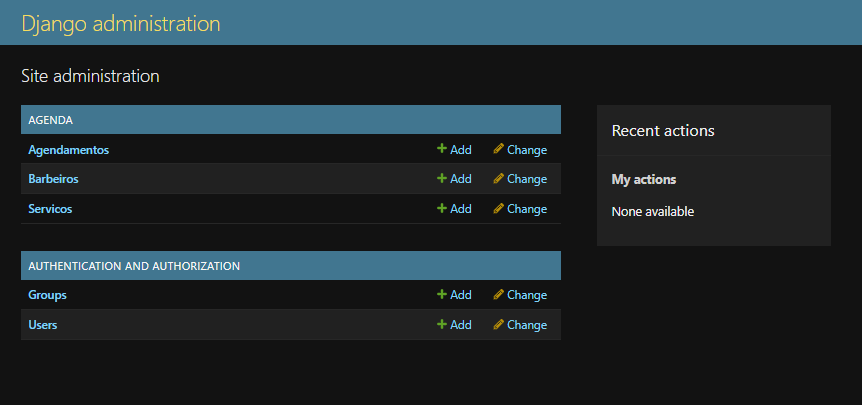 Django administration
Site administration
AGENDA
Agendamentos Add Change
Barbeiros Add Change
Servicos Add Change
AUTHENTICATION AND AUTHORIZATION
Groups Add Change
Users Add Change
Recent actions
My actions
None available